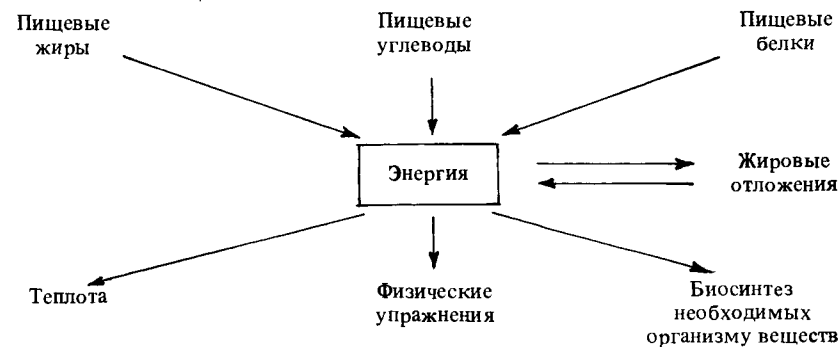 Пищевые
жиры
Пищевые
углеводы
Пищевые
белки
Энергия
Жировые
отложения
Теплота
Физические
упражнения
Биосинтез
необходимых
организму веществ